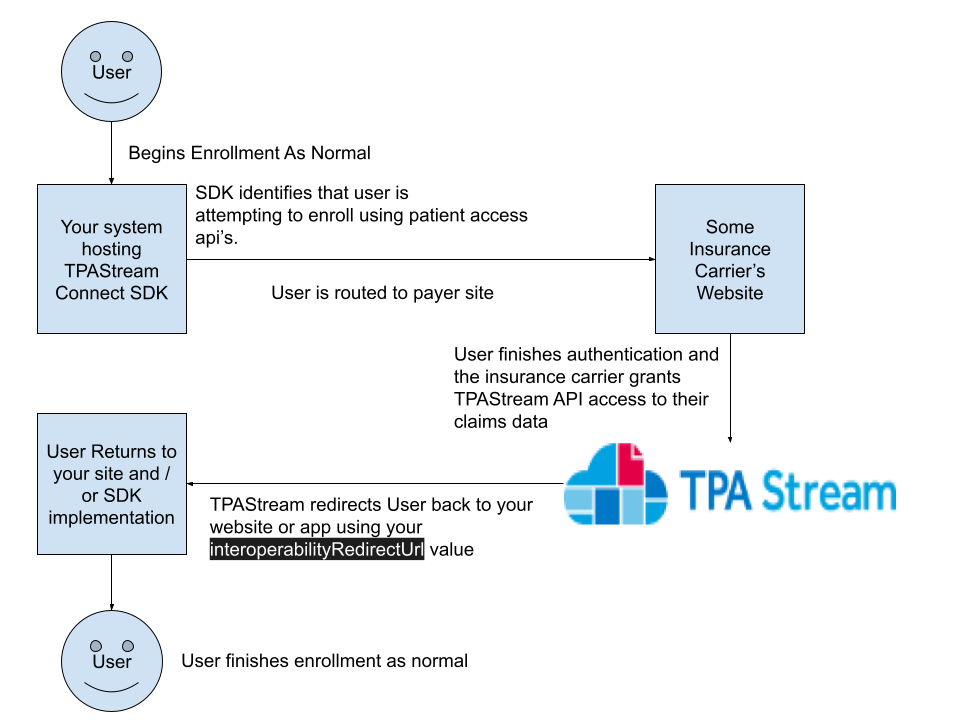 User
Begins Enrollment As Normal
Your system
hosting
TPAStream
Connect SDK
SDK identifies that user is
attempting to enroll using patient access
api’s.
User is routed to payer site
Some
Insurance
Carrier’s
Website
User finishes authentication and
the insurance carrier grants
TPAStream API access to their
claims data
TPA Stream
TPAStream redirects User back to your
website or app using your
interoperabilityRedirectUrl value
User Returns to
your site and /
or SDK
implementation
User
User finishes enrollment as normal